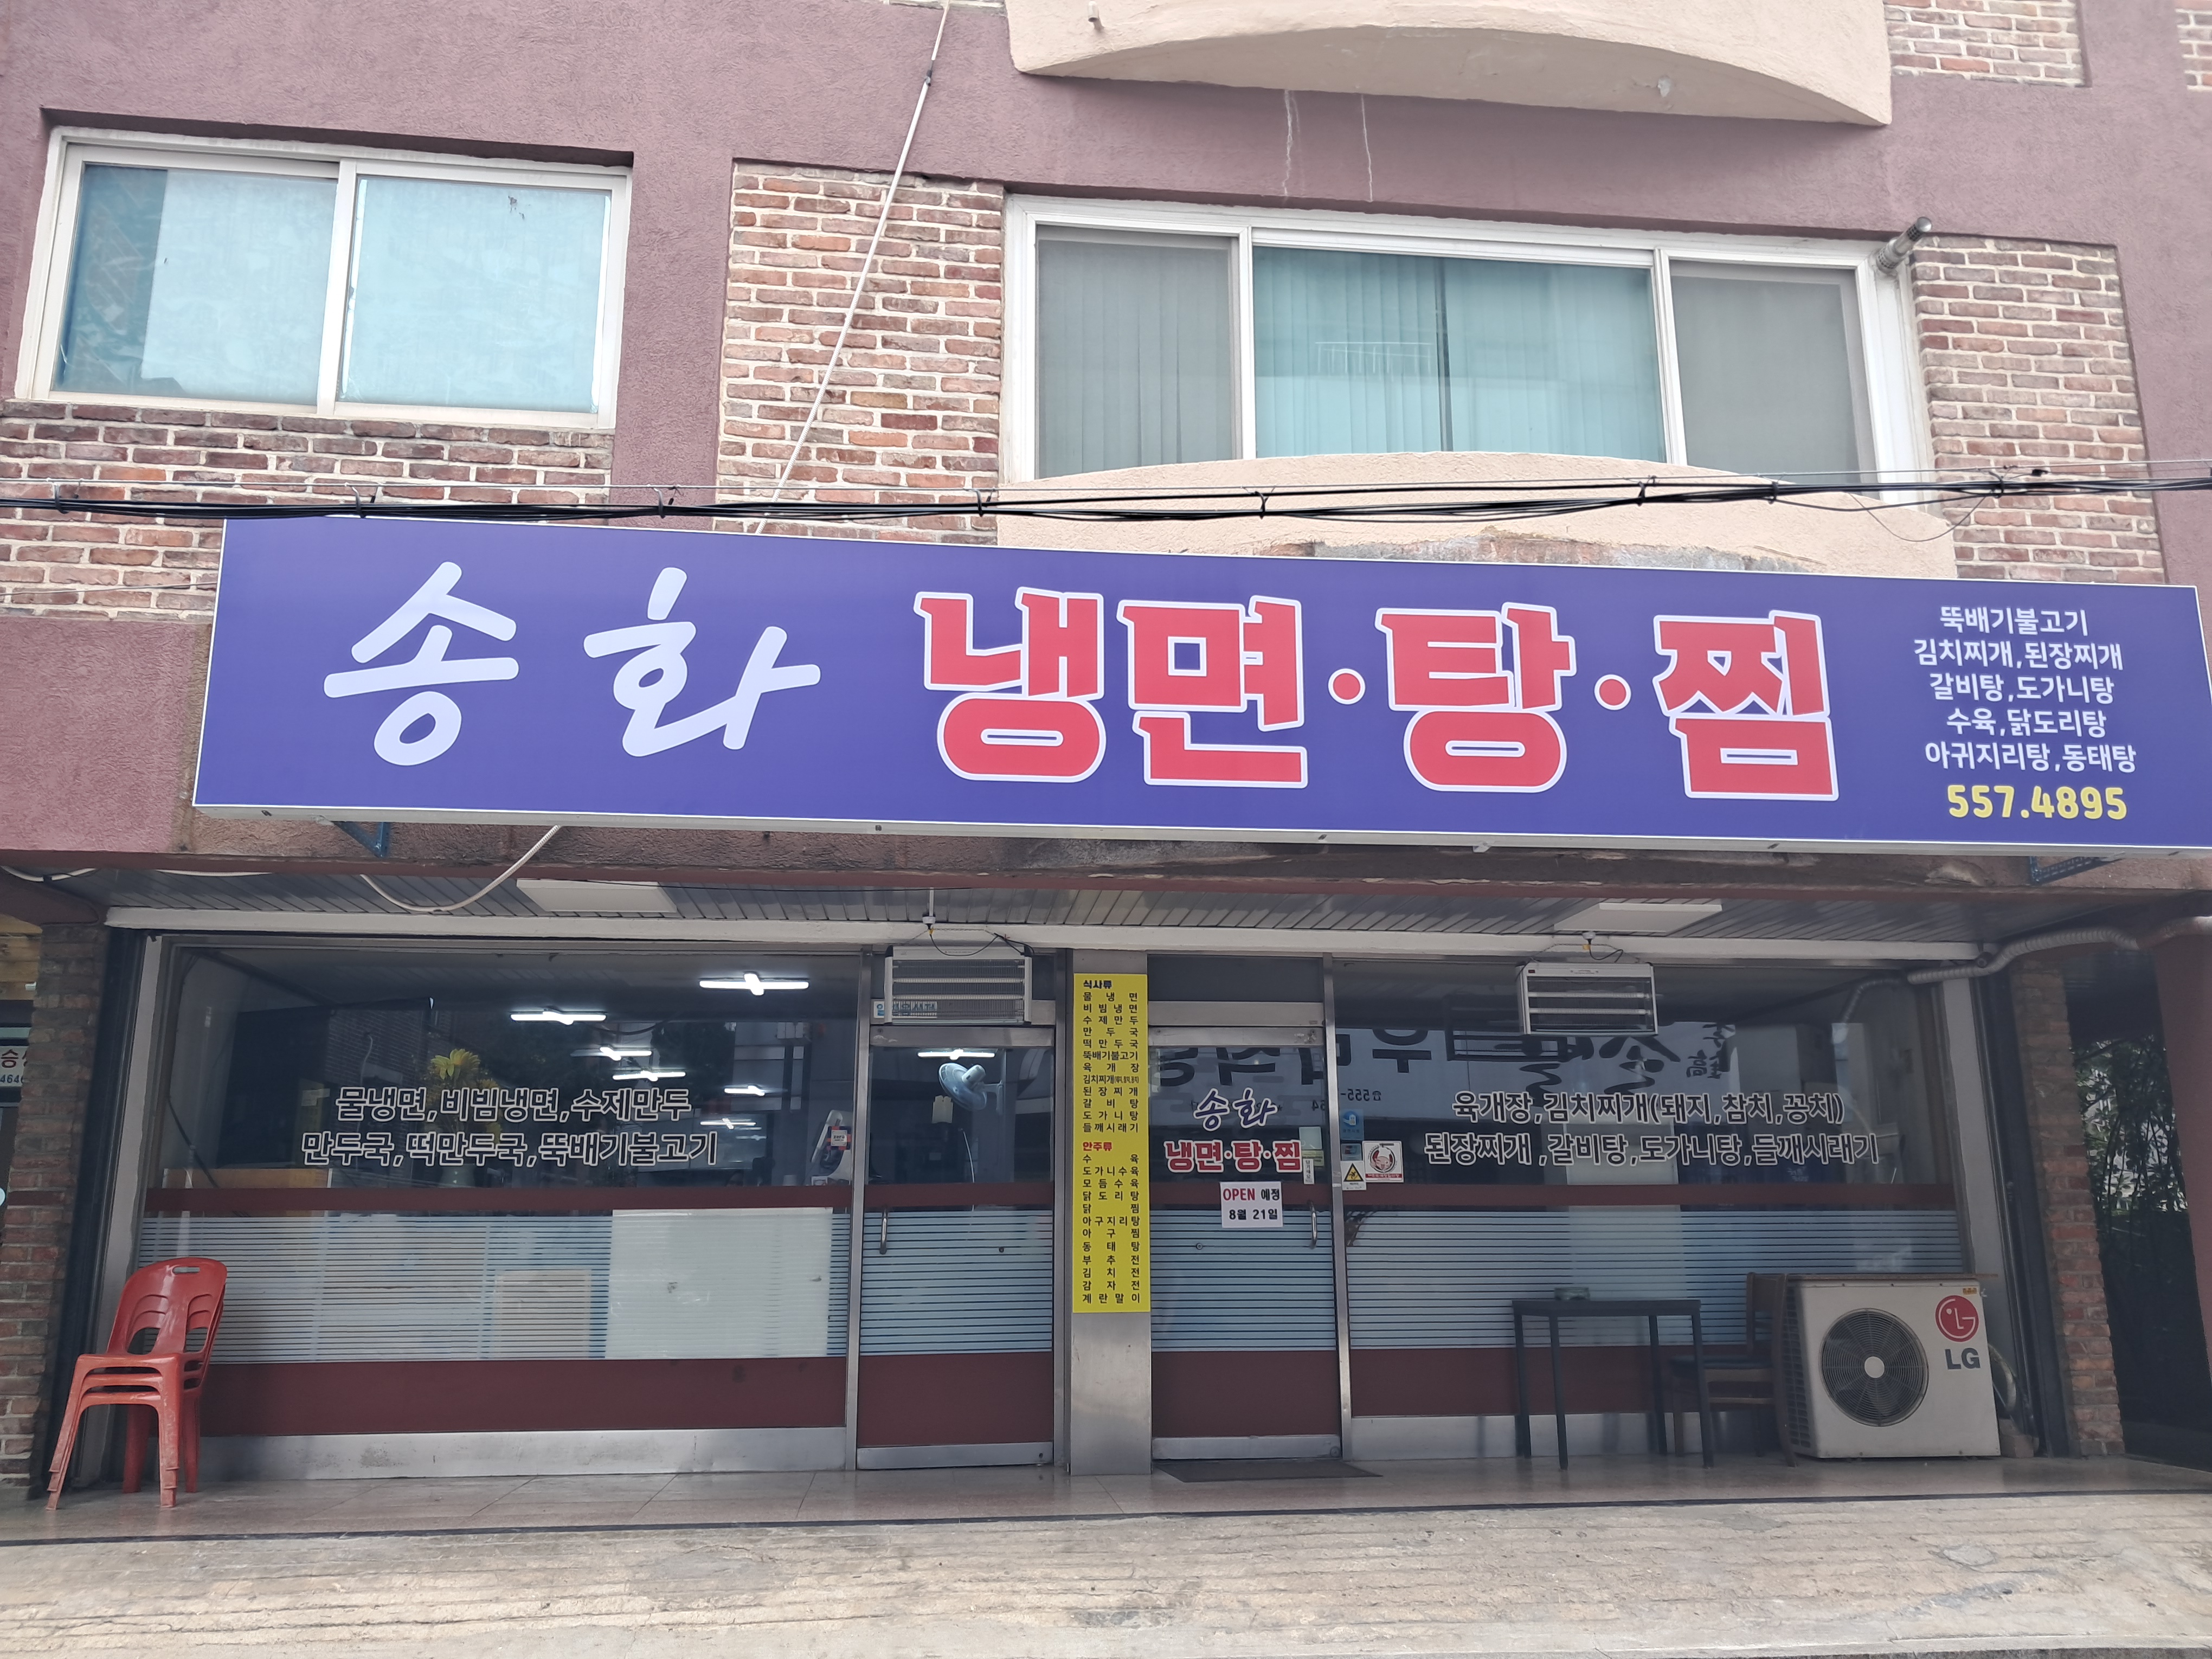 송화 냉면·탕·찜
뚝배기불고기
김치찌개,된장찌개
갈비탕,도가니탕
수육,닭도리탕
아귀지리탕,동태탕
557.4895
물냉면,비빔냉면,수제만두
만두국,떡만두국,뚝배기불고기
식사류
물냉면
비빔냉면
수제만두
만두국
떡만두국
뚝배기불고기
육개장
김치찌개
된장찌개
갈비탕
도가니탕
들깨시래기
안주류
수육
도가니수육
모듬수육
닭도리탕
닭찜
아구지리탕
아구찜
동태탕
부추전
김치전
감자전
계란말이
송화
냉면·탕·찜
OPEN 예정
8월 21일
육개장,김치찌개(돼지,참치,꽁치)
된장찌개,갈비탕,도가니탕,들깨시래기
LG